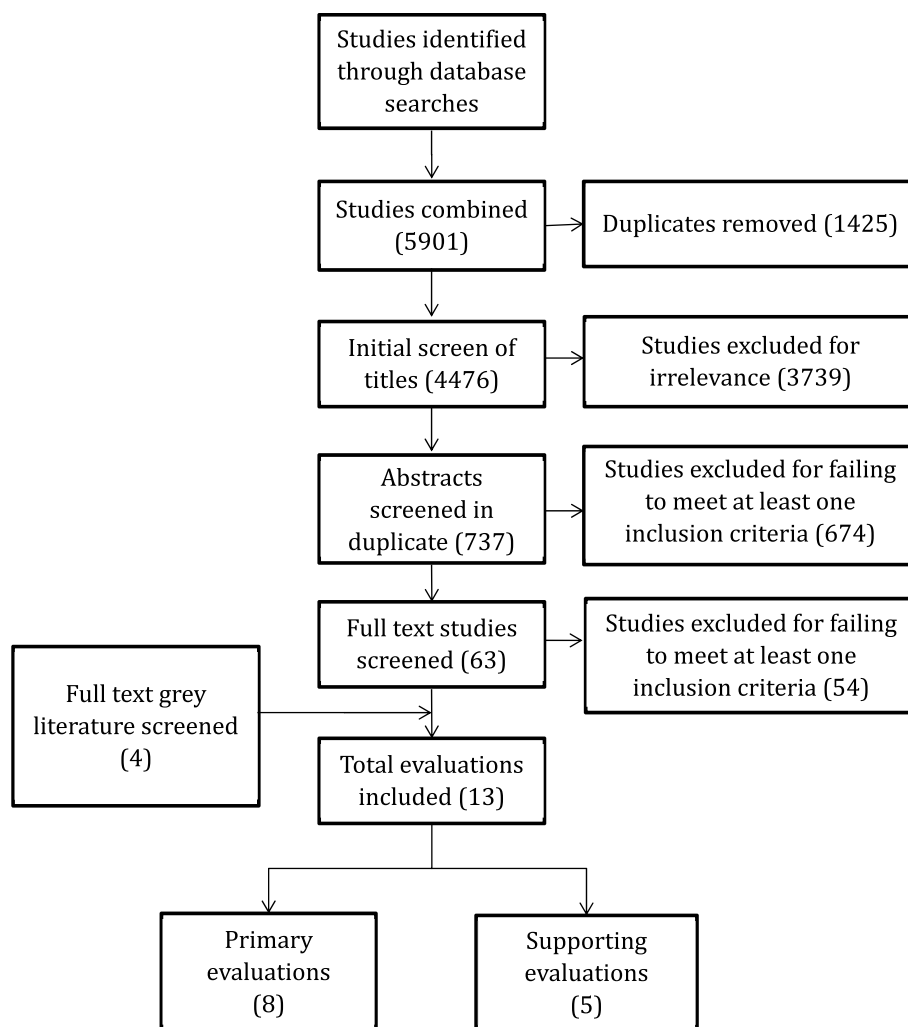 Studies identified
through database
searches
Studies combined
(5901)
Duplicates removed (1425)
Initial screen of
titles (4476)
Studies excluded for
irrelevance (3739)
Abstracts
screened in
duplicate (737)
Studies excluded for failing
to meet at least one
inclusion criteria (674)
Full text studies
screened (63)
Studies excluded for failing
to meet at least one
inclusion criteria (54)
Full text grey
literature screened
(4)
Total evaluations
included (13)
Primary
evaluations
(8)
Supporting
evaluations
(5)